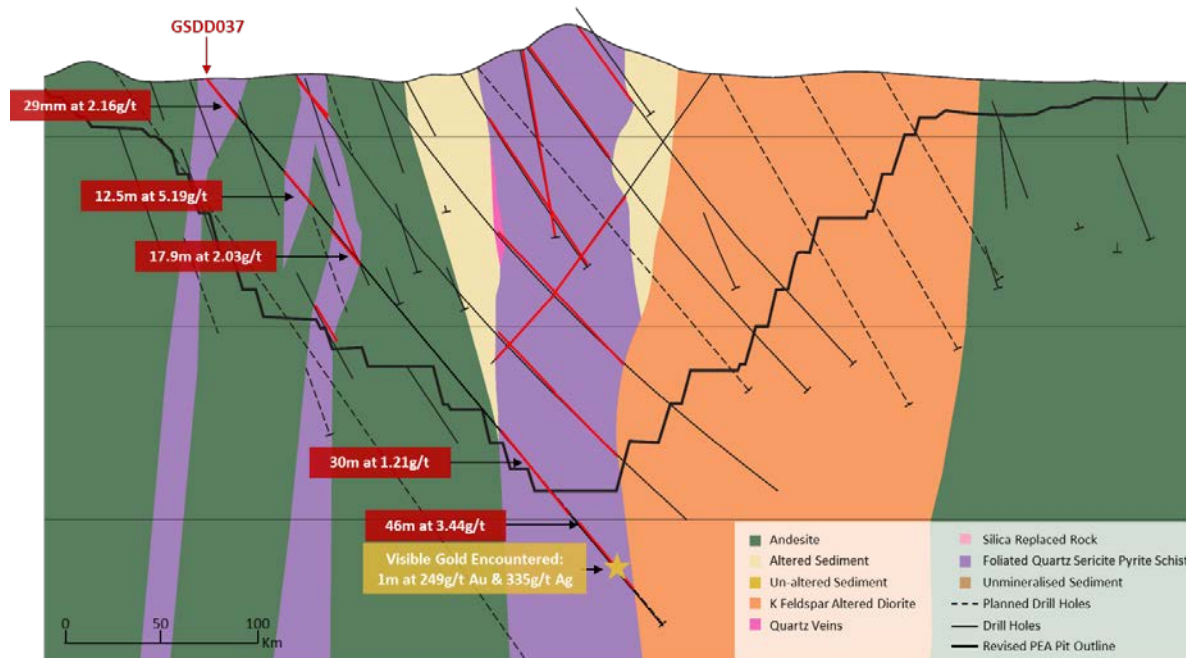 GSDD037
29mm at 2.16g/t
12.5m at 5.19g/t
17.9m at 2.03g/t
30m at 1.21g/t
46m at 3.44g/t
Visible Gold Encountered:
1m at 249g/t Au & 335g/t Ag
0 50 100
Km
Andesite
Altered Sediment
Un-altered Sediment
K Feldspar Altered Diorite
Quartz Veins
Silica Replaced Rock
Foliated Quartz Sericite Pyrite Schist
Unmineralised Sediment
Planned Drill Holes
Drill Holes
Revised PEA Pit Outline